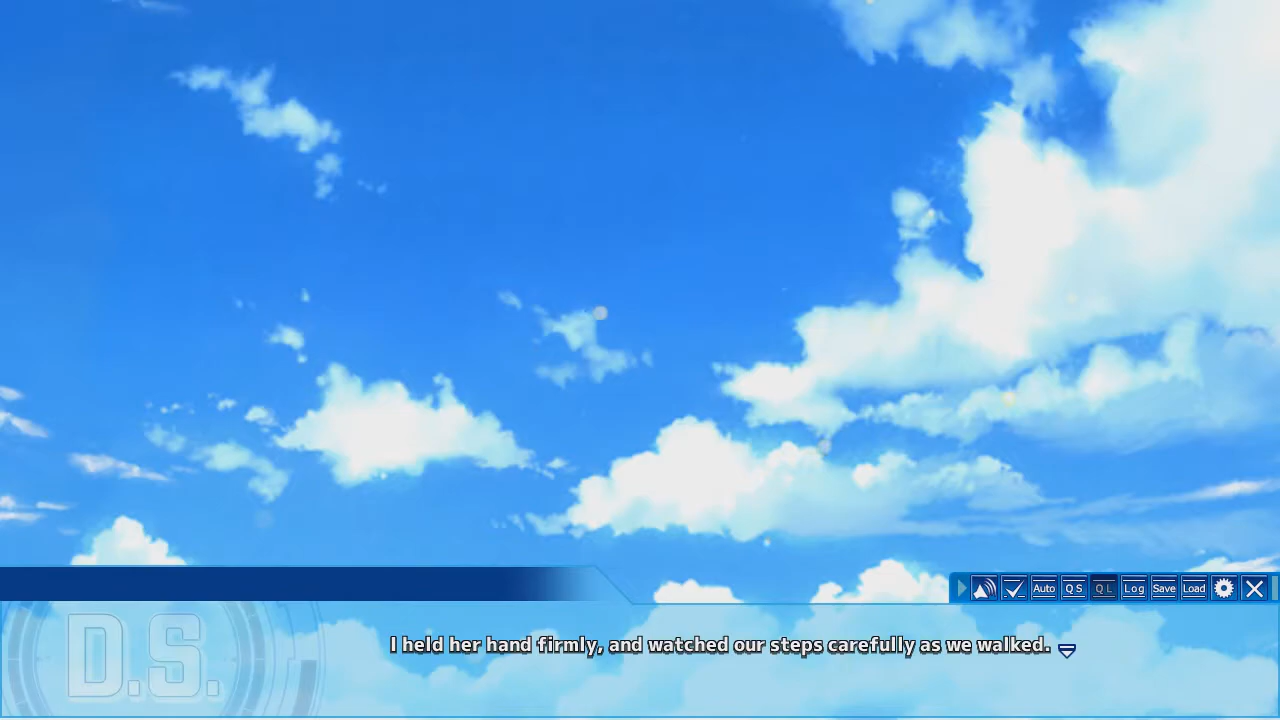 Auto QS QL Log Save Load
I held her hand firmly, and watched our steps carefully as we walked.
D.S.